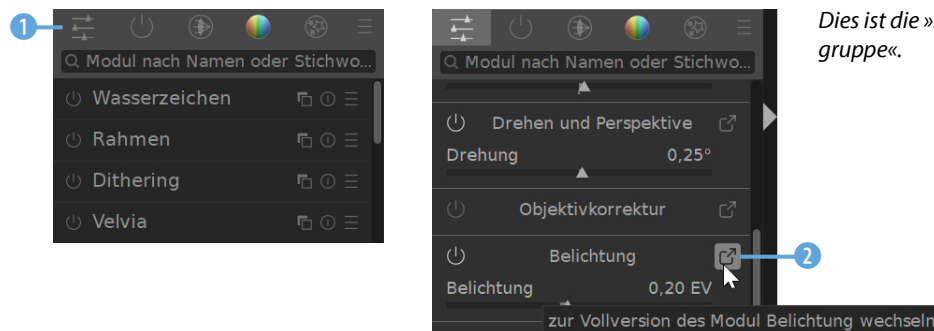 1
Modul nach Namen oder Stichwo...
Wasserzeichen
Rahmen
Dithering
Velvia
Modul nach Namen oder Stichwo...
Drehen und Perspektive
Drehung 0,25°
Objektivkorrektur
Belichtung
2
Belichtung 0,20 EV
zur Vollversion des Modul Belichtung wechseln
Dies ist die »
gruppe«.